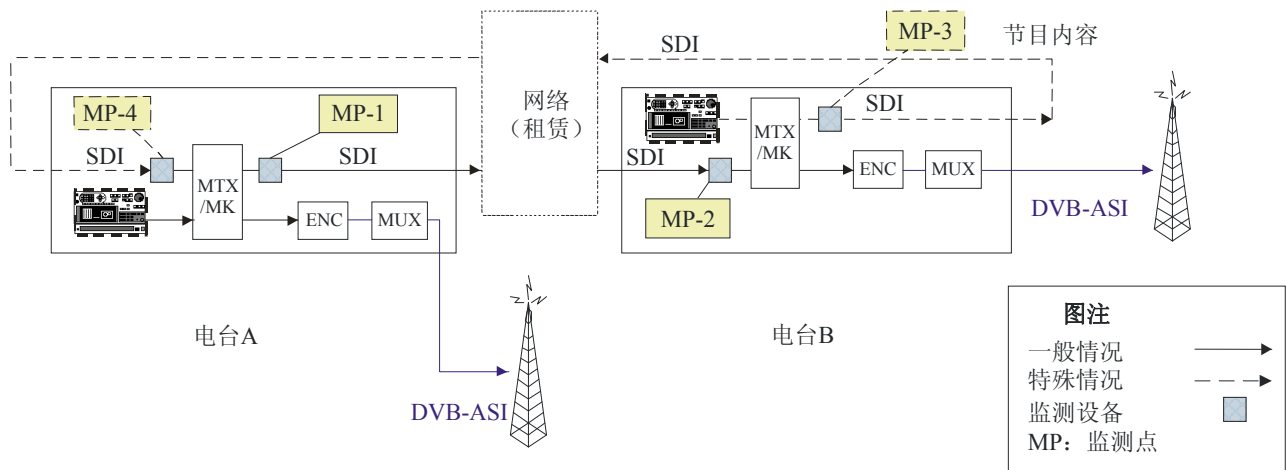 MP-3
SDI
节目内容
MP-4
MP-1
网络
（租赁）
MTX
/MK
SDI
SDI
SDI
SDI
MTX
/MK
ENC
MUX
ENC
MUX
MP-2
DVB-ASI
电台A
电台B
DVB-ASI
图注
一般情况
特殊情况
监测设备
MP：监测点